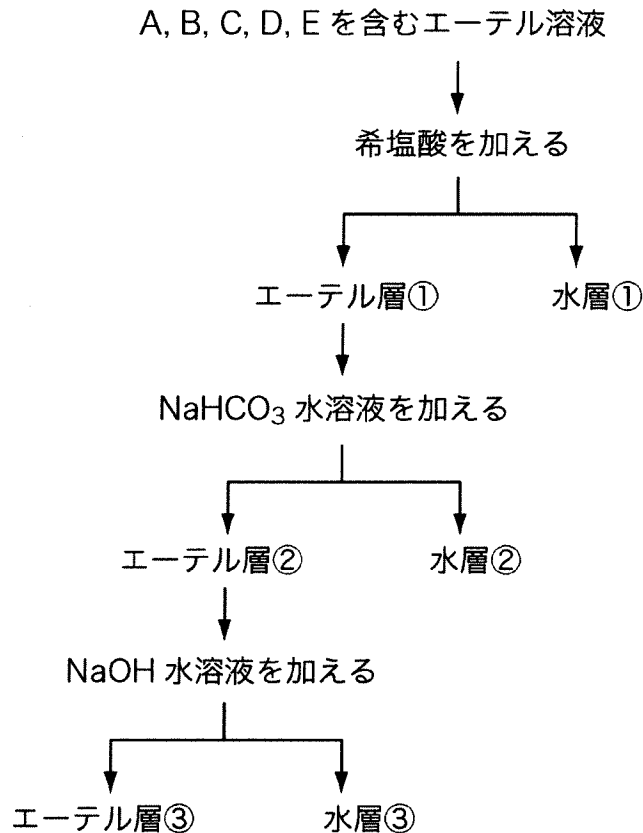 A, B, C, D, E を含むエーテル溶液
希塩酸を加える
エーテル層① 水層①
NaHCO₃ 水溶液を加える
エーテル層② 水層②
NaOH 水溶液を加える
エーテル層③ 水層③